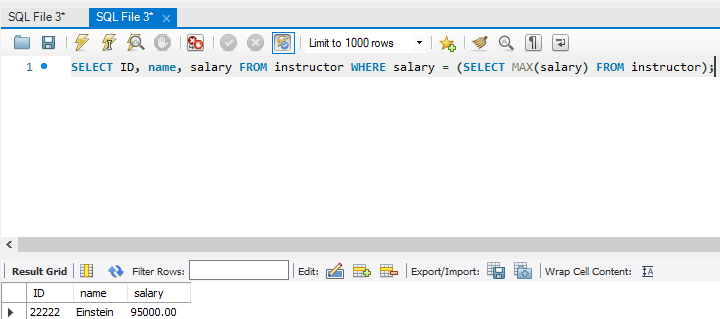 SQL File 3* SQL File 3*
Limit to 1000 rows
1 SELECT ID, name, salary FROM instructor WHERE salary = (SELECT MAX(salary) FROM instructor);
Result Grid Filter Rows: Edit: Export/Import: Wrap Cell Content:
ID name salary
22222 Einstein 95000.00